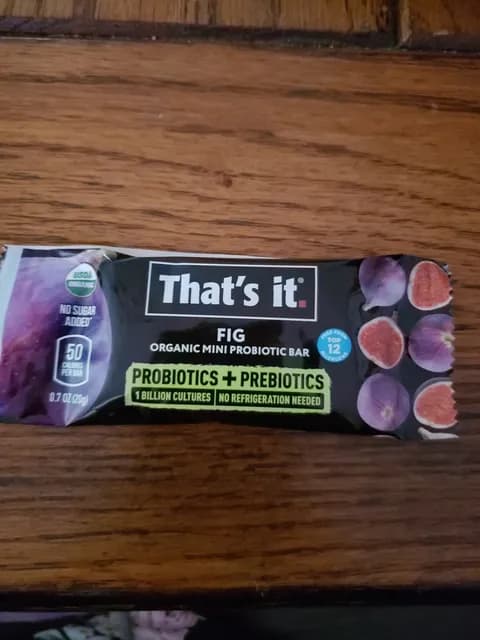 That's it.
FIG
ORGANIC MINI PROBIOTIC BAR
PROBIOTICS + PREBIOTICS
1 BILLION CULTURES | NO REFRIGERATION NEEDED
USDA
ORGANIC
NO SUGAR
ADDED*
50
CALORIES
PER BAR
0.7 OZ (20g)
TOP
12